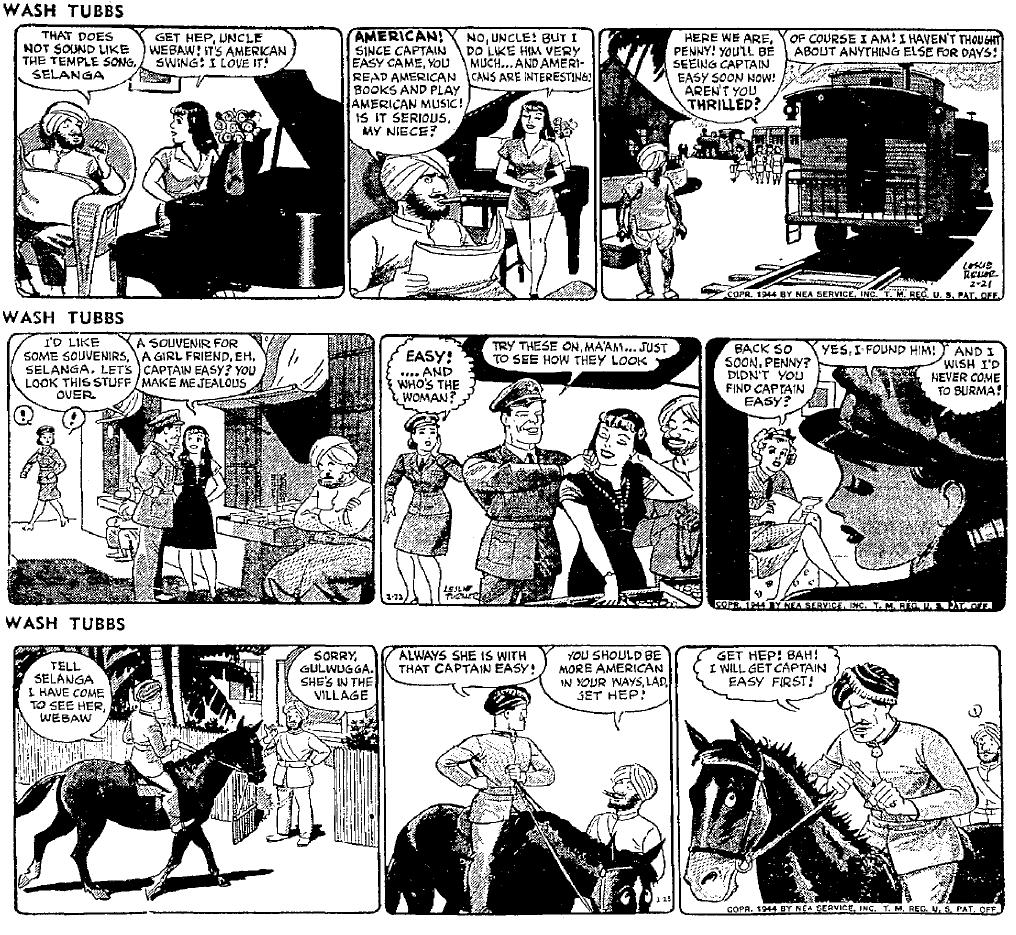 WASH TUBBS
THAT DOES
NOT SOUND LIKE
THE TEMPLE SONG,
SELANGA
GET HEP, UNCLE
WEBAW! IT'S AMERICAN
SWING! I LOVE IT!
AMERICAN!
SINCE CAPTAIN
EASY CAME, YOU
READ AMERICAN
BOOKS AND PLAY
AMERICAN MUSIC!
IS IT SERIOUS,
MY NIECE?
NO, UNCLE! BUT I
DO LIKE HIM VERY
MUCH... AND AMERI-
CANS ARE INTERESTING!
HERE WE ARE,
PENNY! YOU'LL BE
SEEING CAPTAIN
EASY SOON NOW!
AREN'T YOU
THRILLED?
OF COURSE I AM! I HAVEN'T THOUGHT
ABOUT ANYTHING ELSE FOR DAYS!
LESLIE
TURNER
2-21
COPR. 1944 BY NEA SERVICE, INC. T. M. REG. U. S. PAT. OFF.
WASH TUBBS
I'D LIKE
SOME SOUVENIRS,
SELANGA. LET'S
LOOK THIS STUFF
OVER
A SOUVENIR FOR
A GIRL FRIEND, EH,
CAPTAIN EASY? YOU
MAKE ME JEALOUS
!
!
EASY!
....AND
WHO'S THE
WOMAN?
TRY THESE ON, MA'AM...JUST
TO SEE HOW THEY LOOK
2-22
LESLIE
TURNER
BACK SO
SOON, PENNY?
DIDN'T YOU
FIND CAPTAIN
EASY?
YES, I FOUND HIM!
AND I
WISH I'D
NEVER COME
TO BURMA!
COPR. 1944 BY NEA SERVICE, INC. T. M. REG. U. S. PAT. OFF.
WASH TUBBS
TELL
SELANGA
I HAVE COME
TO SEE HER,
WEBAW
SORRY,
GULWUGGA.
SHE'S IN THE
VILLAGE
ALWAYS SHE IS WITH
THAT CAPTAIN EASY!
YOU SHOULD BE
MORE AMERICAN
IN YOUR WAYS, LAD.
GET HEP!
GET HEP! BAH!
I WILL GET CAPTAIN
EASY FIRST!
!
COPR. 1944 BY NEA SERVICE, INC. T. M. REG. U. S. PAT. OFF.